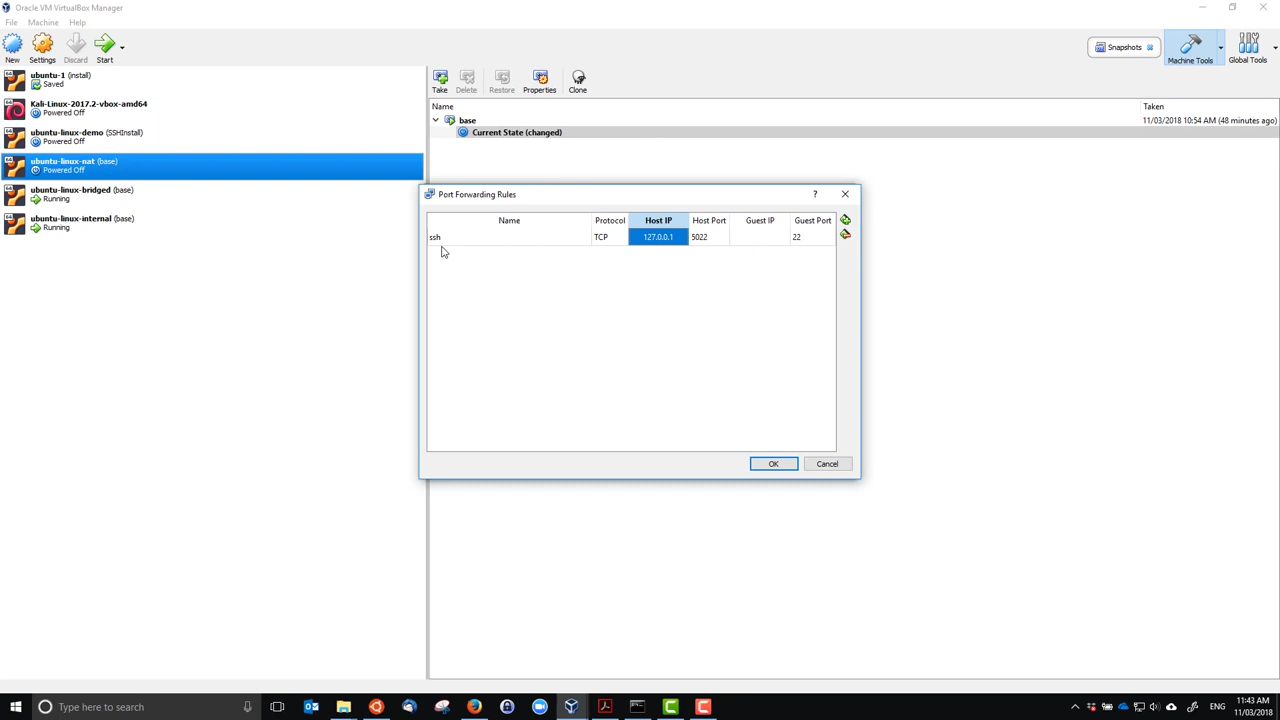 Oracle VM VirtualBox Manager
File Machine Help
New Settings Discard Start
Snapshots Machine Tools Global Tools
ubuntu-1 (install)
Saved
Kali-Linux-2017.2-vbox-amd64
Powered Off
ubuntu-linux-demo (SSHInstall)
Powered Off
ubuntu-linux-nat (base)
Powered Off
ubuntu-linux-bridged (base)
Running
ubuntu-linux-internal (base)
Running
Take Delete Restore Properties Clone
Name Taken
base 11/03/2018 10:54 AM (48 minutes ago)
Current State (changed)
Port Forwarding Rules ?
Name Protocol Host IP Host Port Guest IP Guest Port
ssh TCP 127.0.0.1 5022 22
OK Cancel
Type here to search
ENG
11:43 AM
11/03/2018